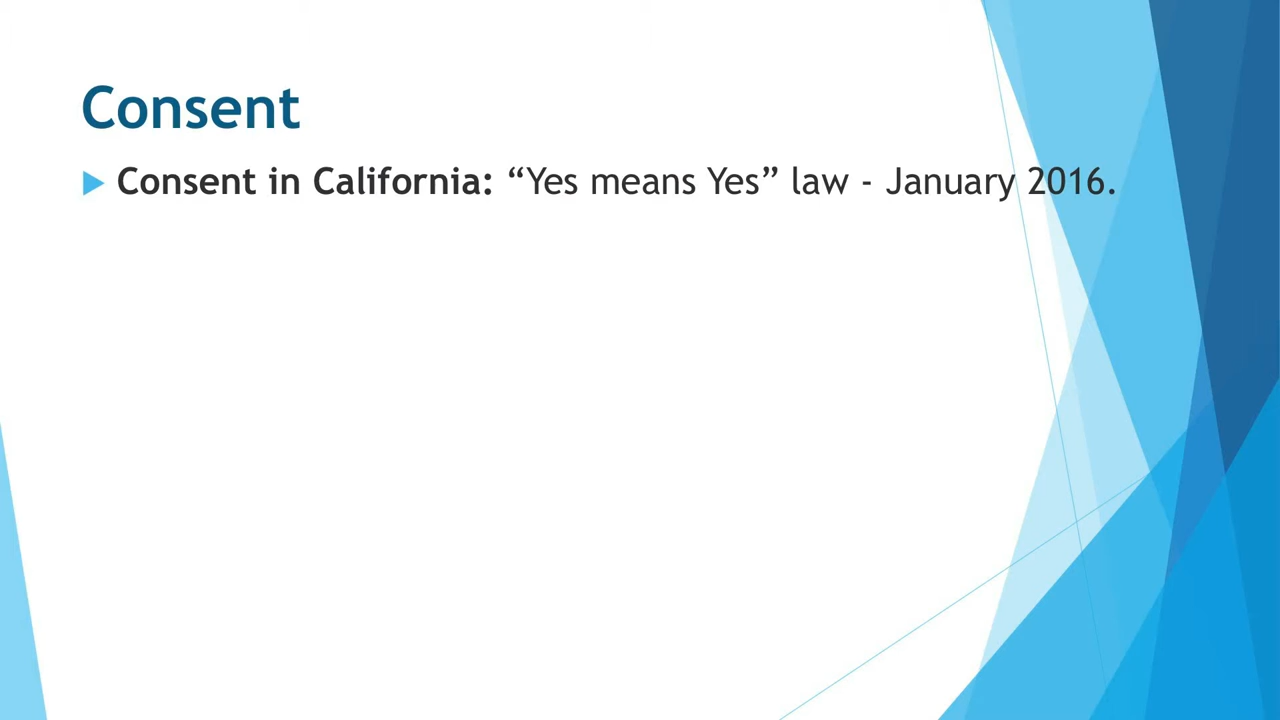 Consent
Consent in California: “Yes means Yes” law - January 2016.